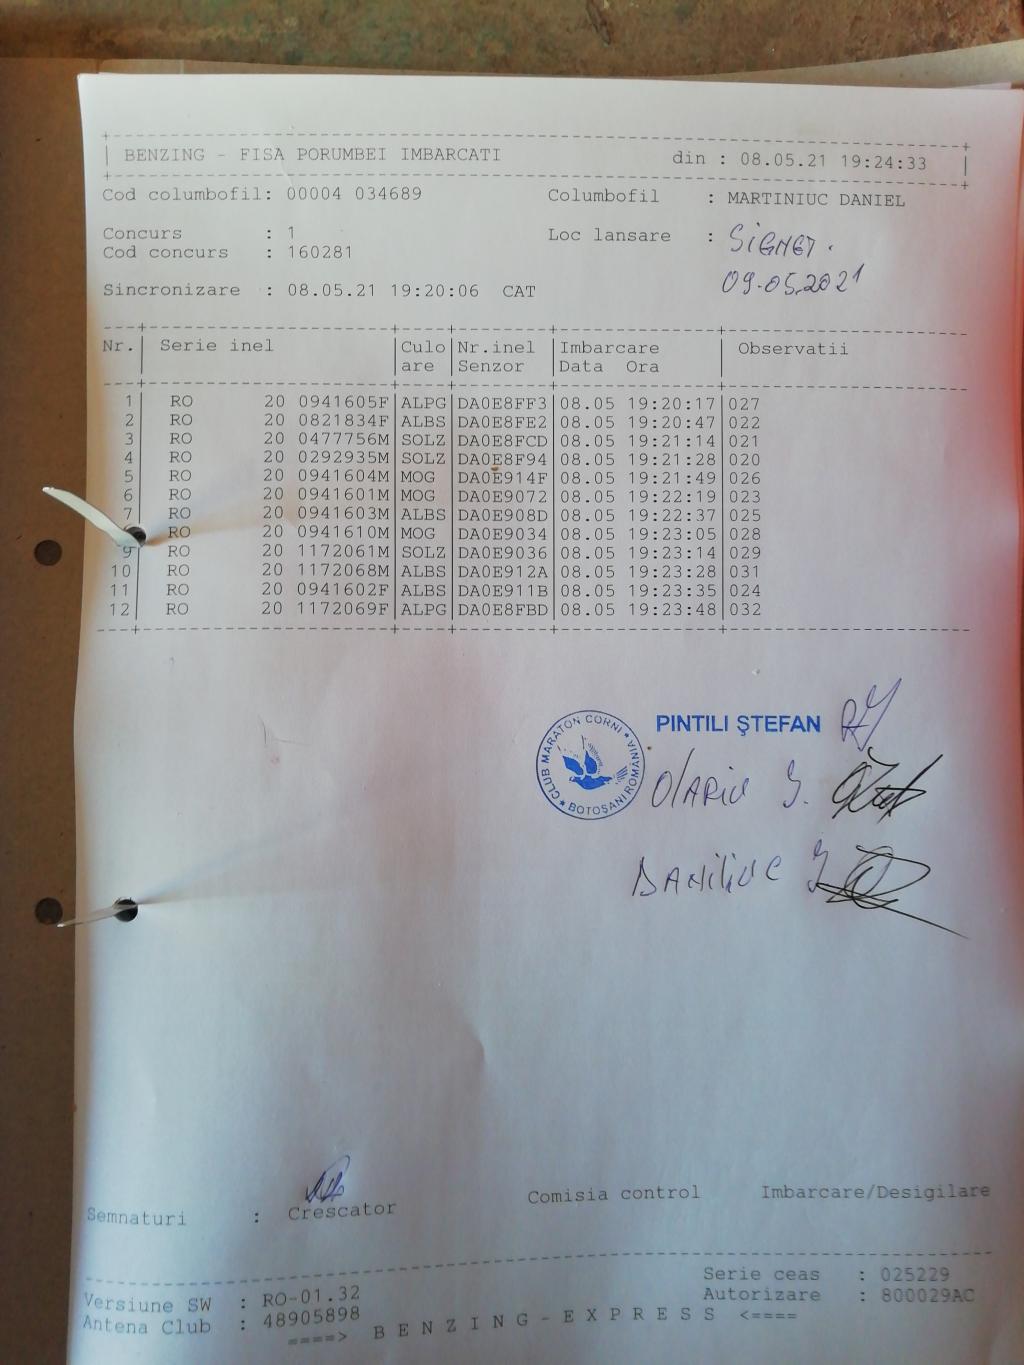 BENZING - FISA PORUMBEI IMBARCATI din : 08.05.21 19:24:33
Cod columbofil: 00004 034689 Columbofil : MARTINIUC DANIEL
Concurs : 1 Loc lansare : SIGHET.
Cod concurs : 160281 09.05.2021
Sincronizare : 08.05.21 19:20:06 CAT
Nr. Serie inel Culo Nr.inel Imbarcare Observatii
are Senzor Data Ora
1 RO 20 0941605F ALPG DA0E8FF3 08.05 19:20:17 027
2 RO 20 0821834F ALBS DA0E8FE2 08.05 19:20:47 022
3 RO 20 0477756M SOLZ DA0E8FCD 08.05 19:21:14 021
4 RO 20 0292935M SOLZ DA0E8F94 08.05 19:21:28 020
5 RO 20 0941604M MOG DA0E914F 08.05 19:21:49 026
6 RO 20 0941601M MOG DA0E9072 08.05 19:22:19 023
7 RO 20 0941603M ALBS DA0E908D 08.05 19:22:37 025
RO 20 0941610M MOG DA0E9034 08.05 19:23:05 028
9 RO 20 1172061M SOLZ DA0E9036 08.05 19:23:14 029
10 RO 20 1172068M ALBS DA0E912A 08.05 19:23:28 031
11 RO 20 0941602F ALBS DA0E911B 08.05 19:23:35 024
12 RO 20 1172069F ALPG DA0E8FBD 08.05 19:23:48 032
CLUB MARATON CORNI
BOTOȘANI ROMÂNIA
PINTILI ŞTEFAN
OlARIU
DANILIUC
Semnaturi : Crescator Comisia control Imbarcare/Desigilare
Versiune SW : RO-01.32 Serie ceas : 025229
Antena Club : 48905898 Autorizare : 800029AC
====> BENZING-EXPRESS <====